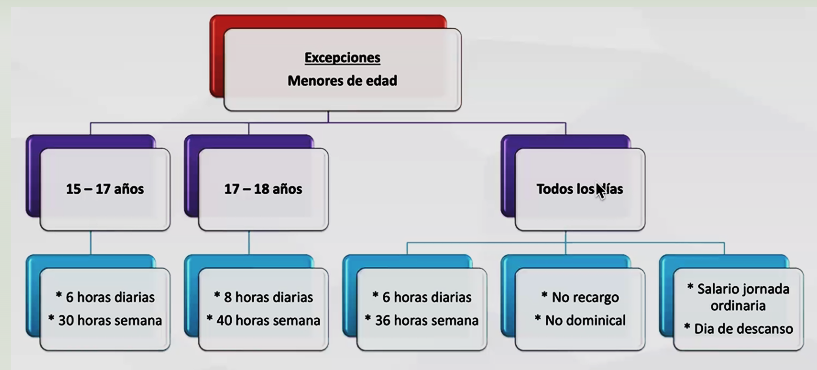 Excepciones
Menores de edad
15 – 17 años
17 – 18 años
Todos los días
* 6 horas diarias
* 30 horas semana
* 8 horas diarias
* 40 horas semana
* 6 horas diarias
* 36 horas semana
* No recargo
* No dominical
* Salario jornada
ordinaria
* Dia de descanso